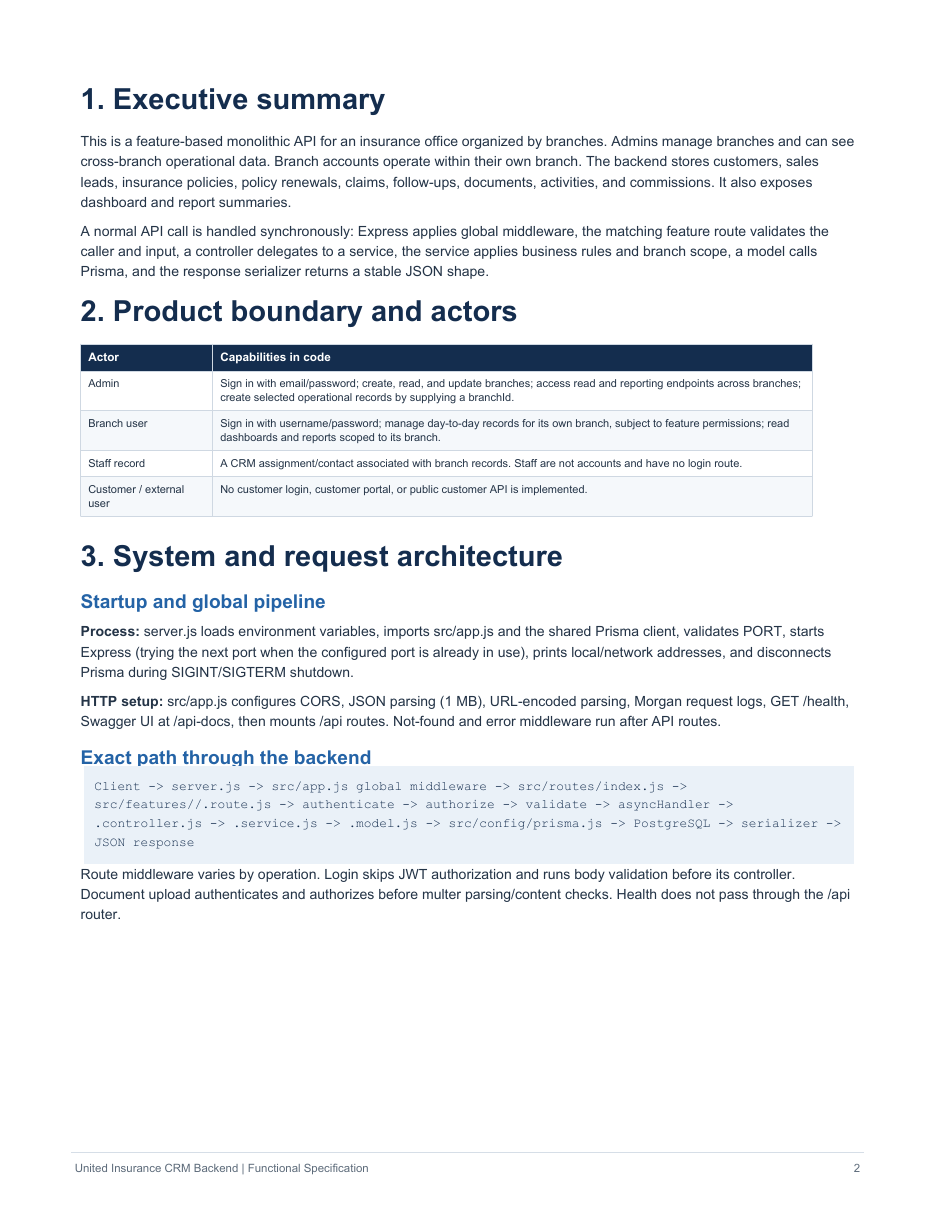 1. Executive summary
This is a feature-based monolithic API for an insurance office organized by branches. Admins manage branches and can see
cross-branch operational data. Branch accounts operate within their own branch. The backend stores customers, sales
leads, insurance policies, policy renewals, claims, follow-ups, documents, activities, and commissions. It also exposes
dashboard and report summaries.
A normal API call is handled synchronously: Express applies global middleware, the matching feature route validates the
caller and input, a controller delegates to a service, the service applies business rules and branch scope, a model calls
Prisma, and the response serializer returns a stable JSON shape.
2. Product boundary and actors
Actor Capabilities in code
Admin Sign in with email/password; create, read, and update branches; access read and reporting endpoints across branches;
create selected operational records by supplying a branchId.
Branch user Sign in with username/password; manage day-to-day records for its own branch, subject to feature permissions; read
dashboards and reports scoped to its branch.
Staff record A CRM assignment/contact associated with branch records. Staff are not accounts and have no login route.
Customer / external No customer login, customer portal, or public customer API is implemented.
user
3. System and request architecture
Startup and global pipeline
Process: server.js loads environment variables, imports src/app.js and the shared Prisma client, validates PORT, starts
Express (trying the next port when the configured port is already in use), prints local/network addresses, and disconnects
Prisma during SIGINT/SIGTERM shutdown.
HTTP setup: src/app.js configures CORS, JSON parsing (1 MB), URL-encoded parsing, Morgan request logs, GET /health,
Swagger UI at /api-docs, then mounts /api routes. Not-found and error middleware run after API routes.
Exact path through the backend
Client -> server.js -> src/app.js global middleware -> src/routes/index.js ->
src/features//.route.js -> authenticate -> authorize -> validate -> asyncHandler ->
.controller.js -> .service.js -> .model.js -> src/config/prisma.js -> PostgreSQL -> serializer ->
JSON response
Route middleware varies by operation. Login skips JWT authorization and runs body validation before its controller.
Document upload authenticates and authorizes before multer parsing/content checks. Health does not pass through the /api
router.
United Insurance CRM Backend | Functional Specification 2